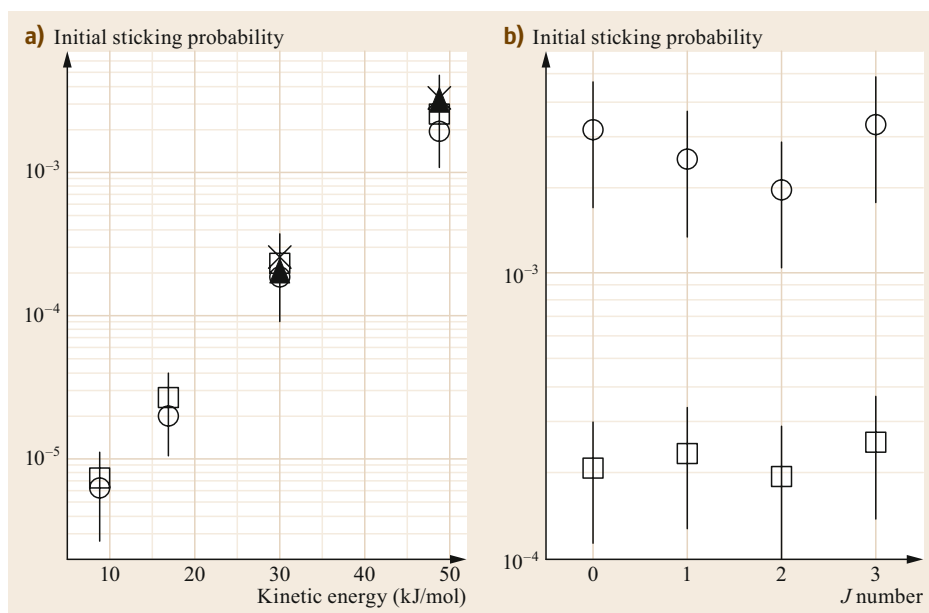 a) Initial sticking probability
10⁻³
10⁻⁴
10⁻⁵
10 20 30 40 50
Kinetic energy (kJ/mol)
b) Initial sticking probability
10⁻³
10⁻⁴
0 1 2 3
J number